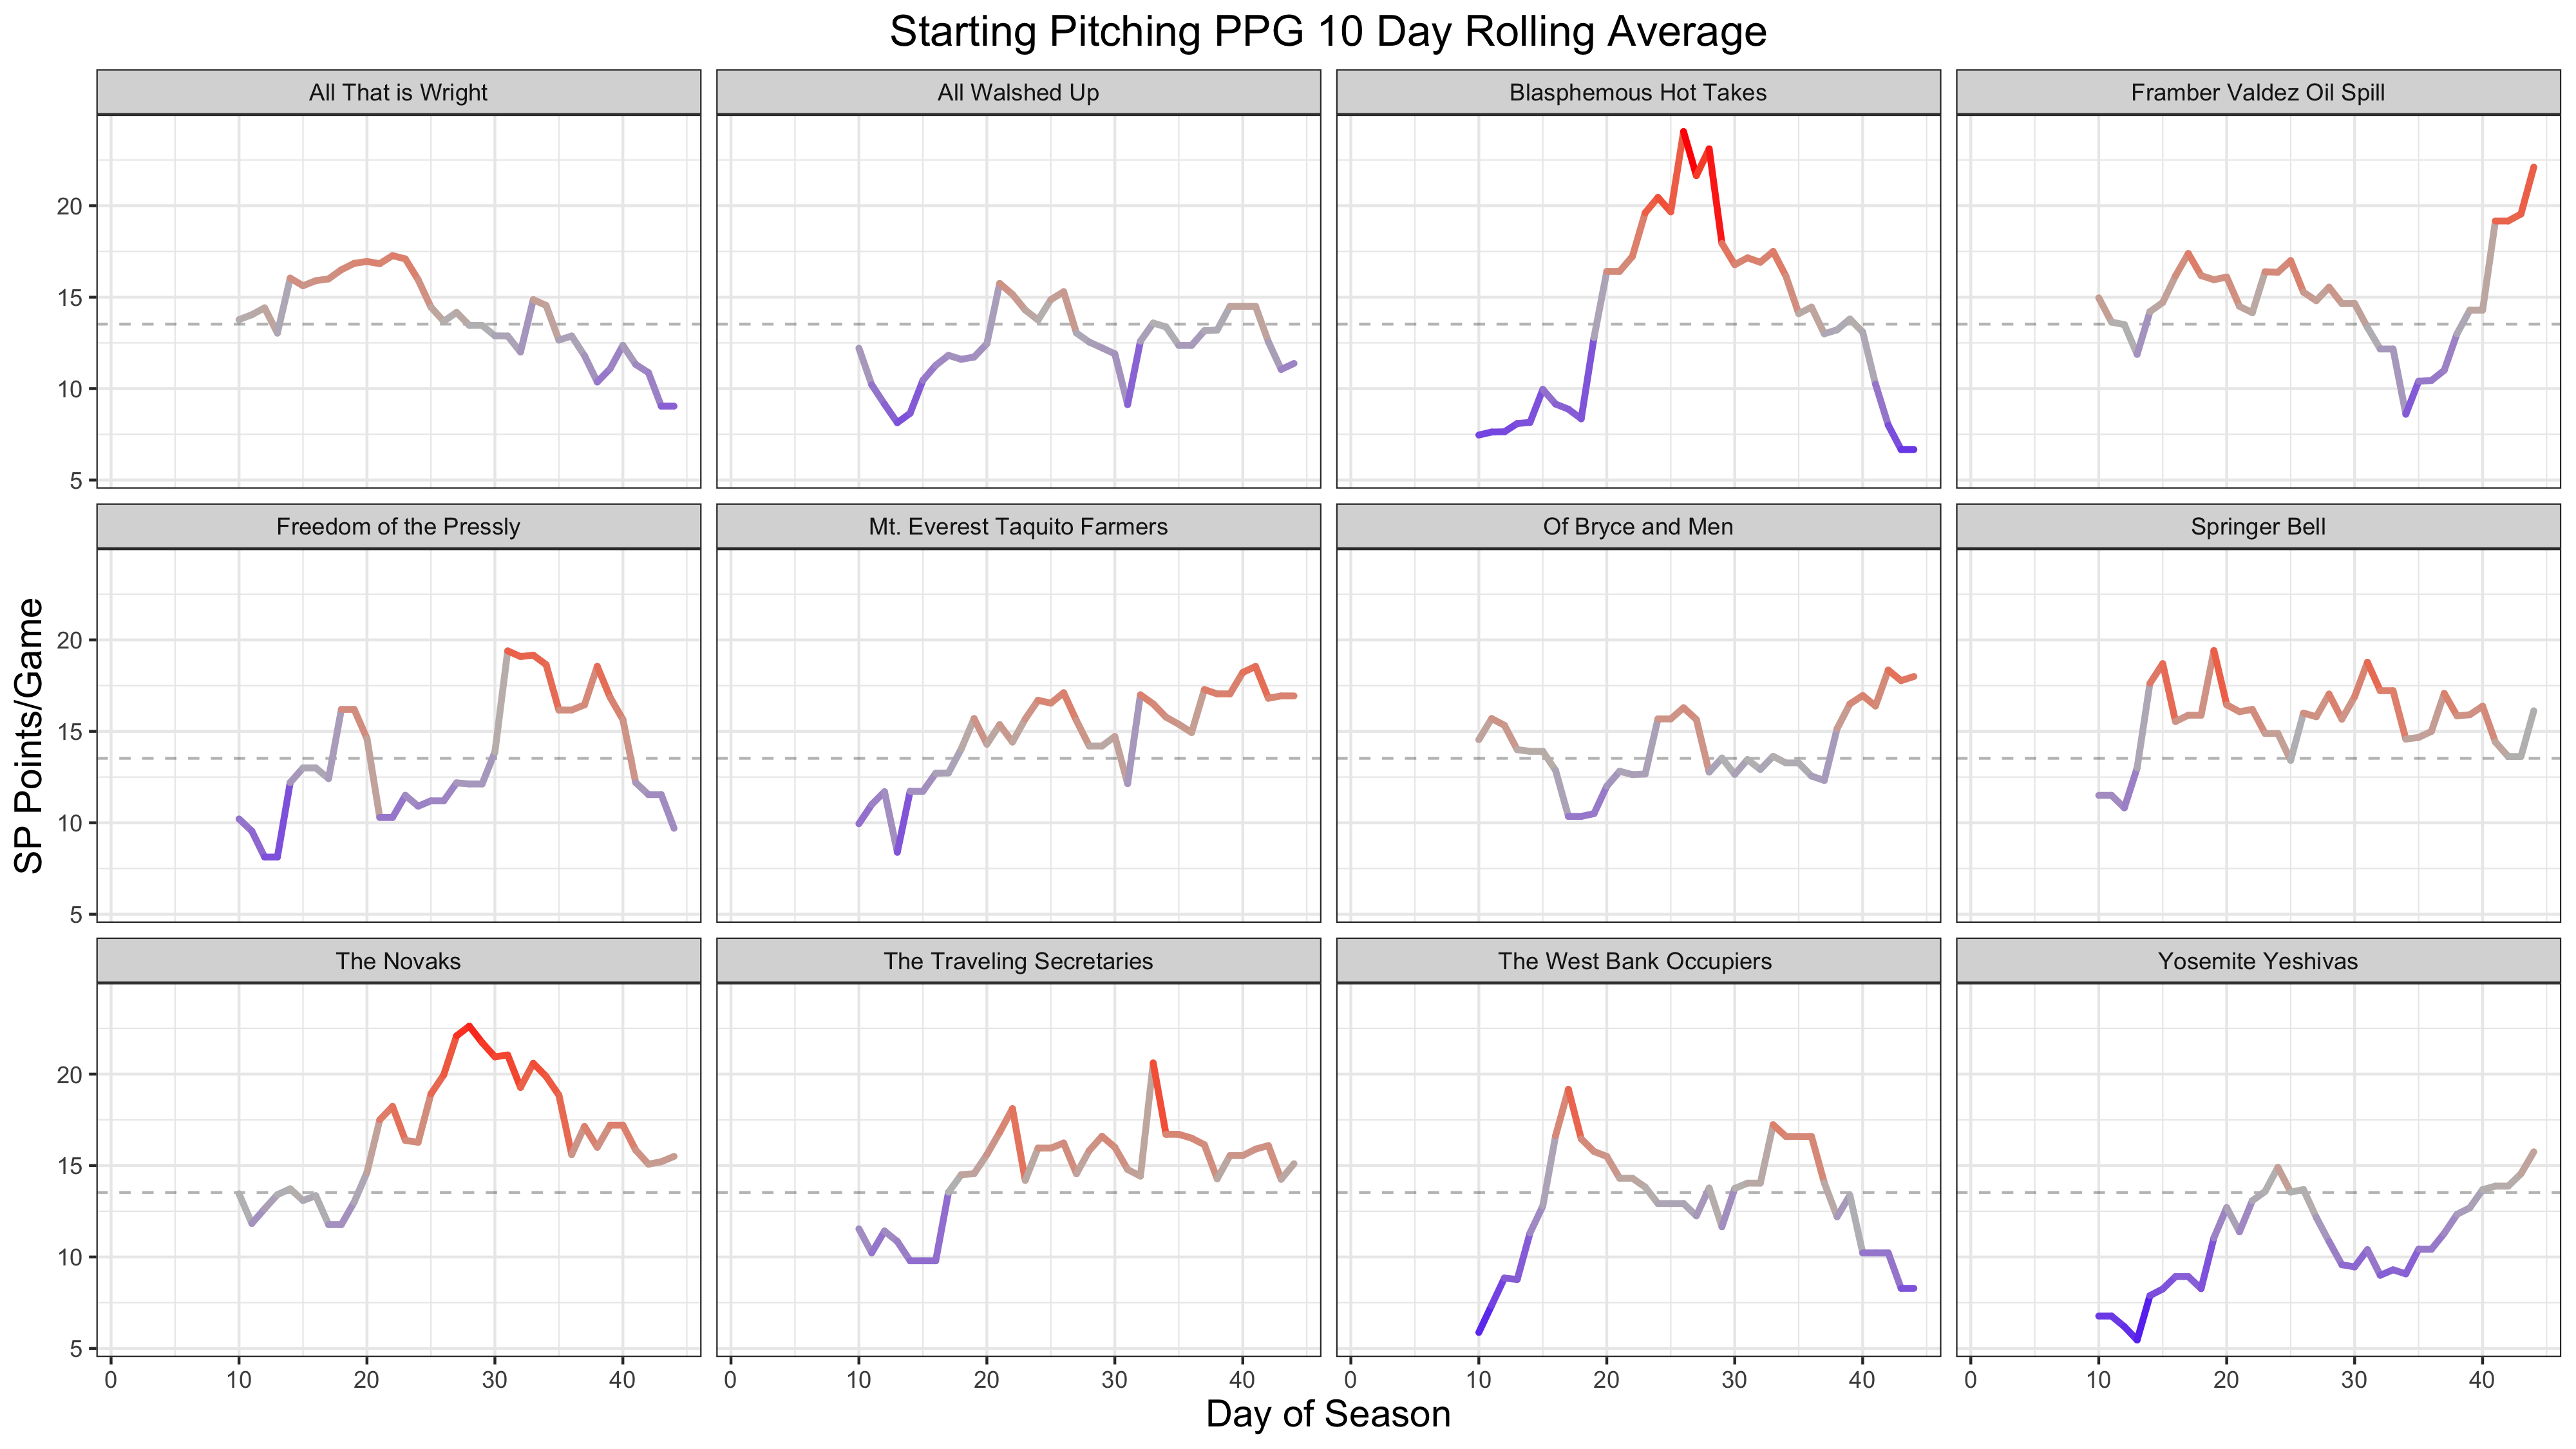 Starting Pitching PPG 10 Day Rolling Average
All That is Wright
All Walshed Up
Blasphemous Hot Takes
Framber Valdez Oil Spill
20
15
10
5
Freedom of the Pressly
Mt. Everest Taquito Farmers
Of Bryce and Men
Springer Bell
20
15
10
5
SP Points/Game
The Novaks
The Traveling Secretaries
The West Bank Occupiers
Yosemite Yeshivas
20
15
10
5
0 10 20 30 40
0 10 20 30 40
0 10 20 30 40
0 10 20 30 40
Day of Season